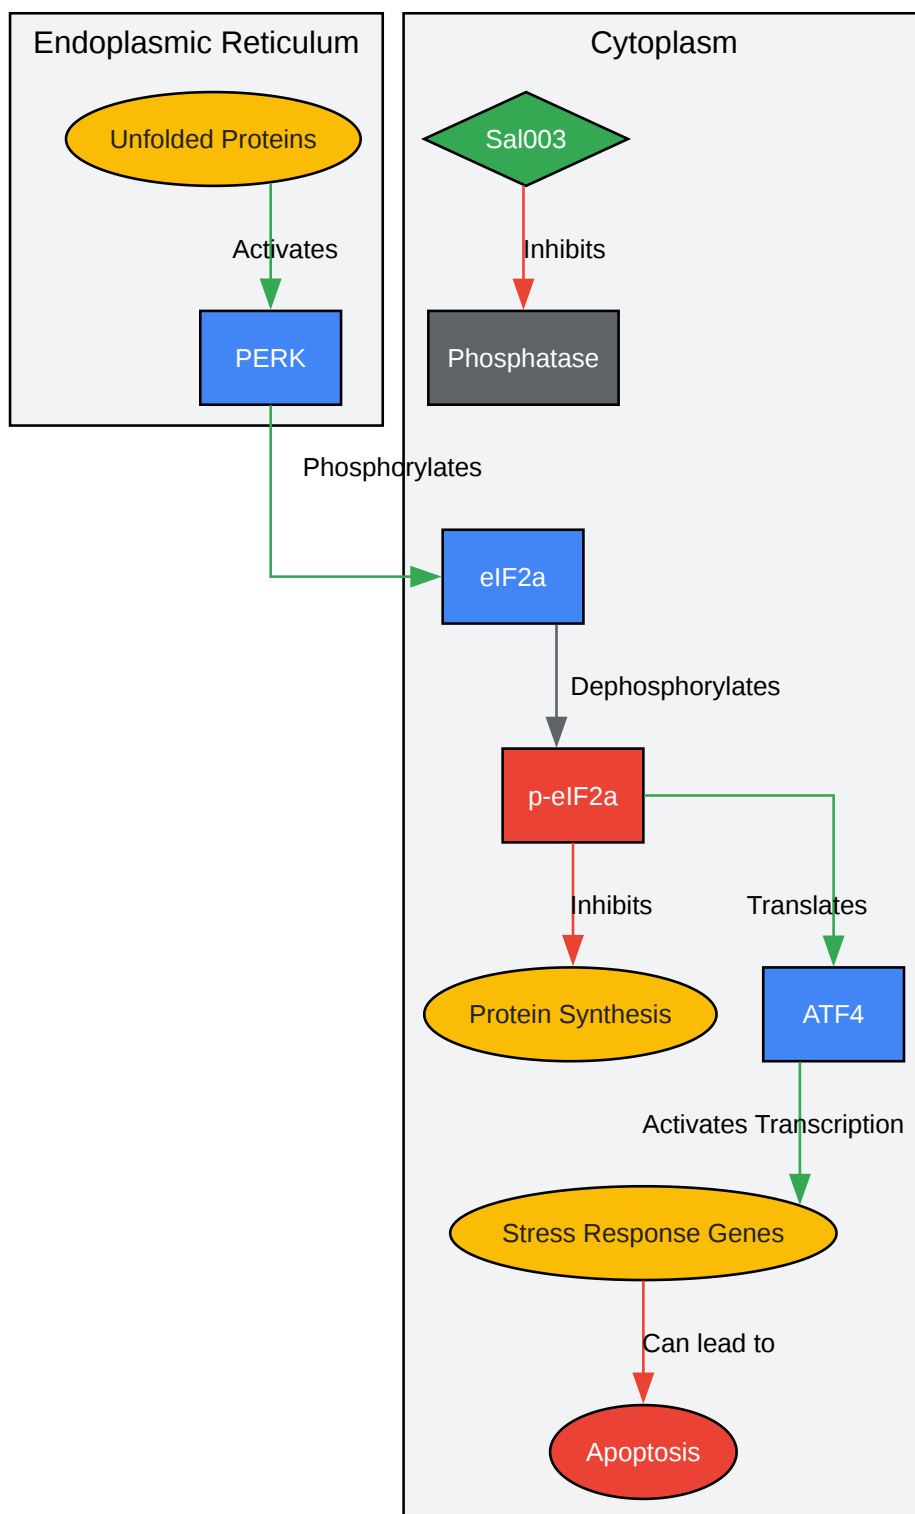 Endoplasmic Reticulum
Cytoplasm
Unfolded Proteins
Sal003
Activates
Inhibits
PERK
Phosphatase
Phosphorylates
eIF2a
Dephosphorylates
p-eIF2a
Inhibits
Translates
Protein Synthesis
ATF4
Activates Transcription
Stress Response Genes
Can lead to
Apoptosis